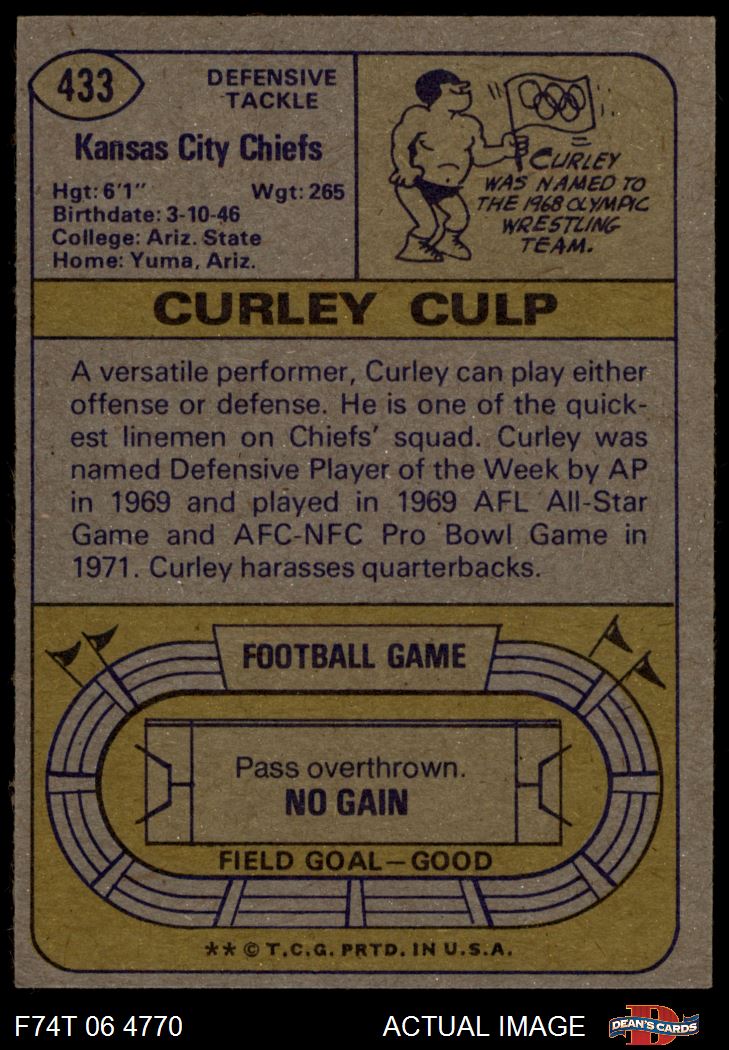 433
DEFENSIVE
TACKLE
Kansas City Chiefs
Hgt: 6'1" Wgt: 265
Birthdate: 3-10-46
College: Ariz. State
Home: Yuma, Ariz.
CURLEY
WAS NAMED TO
THE 1968 OLYMPIC
WRESTLING
TEAM.
CURLEY CULP
A versatile performer, Curley can play either
offense or defense. He is one of the quick-
est linemen on Chiefs' squad. Curley was
named Defensive Player of the Week by AP
in 1969 and played in 1969 AFL All-Star
Game and AFC-NFC Pro Bowl Game in
1971. Curley harasses quarterbacks.
FOOTBALL GAME
Pass overthrown.
NO GAIN
FIELD GOAL—GOOD
** © T.C.G. PRTD. IN U.S.A.
F74T 06 4770 ACTUAL IMAGE
D
DEAN'S CARDS